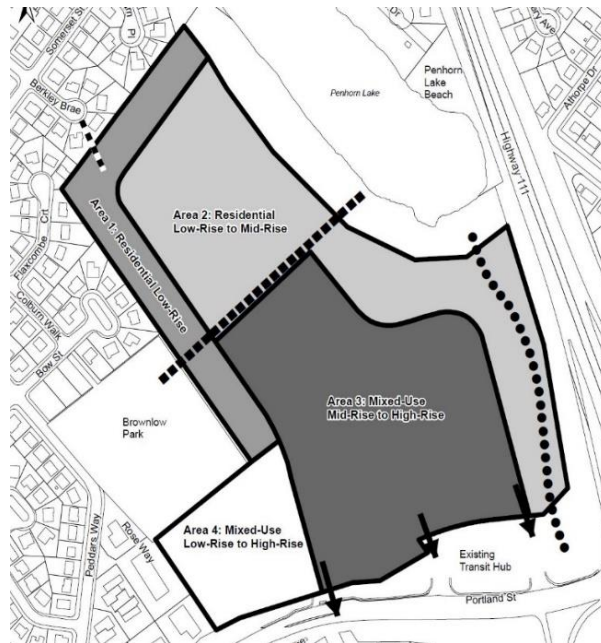 Somerset St
Berkley Brae
Penhorn Lake
Penhorn
Lake
Beach
Highway 111
Athorpe Dr
Area 2: Residential
Low-Rise to Mid-Rise
Area 1: Residential Low-Rise
Flaxcombe Crt
Colburn Walk
Bow St
Brownlow
Park
Area 3: Mixed-Use
Mid-Rise to High-Rise
Peddars Way
Rose Way
Area 4: Mixed-Use
Low-Rise to High-Rise
Existing
Transit Hub
Portland St